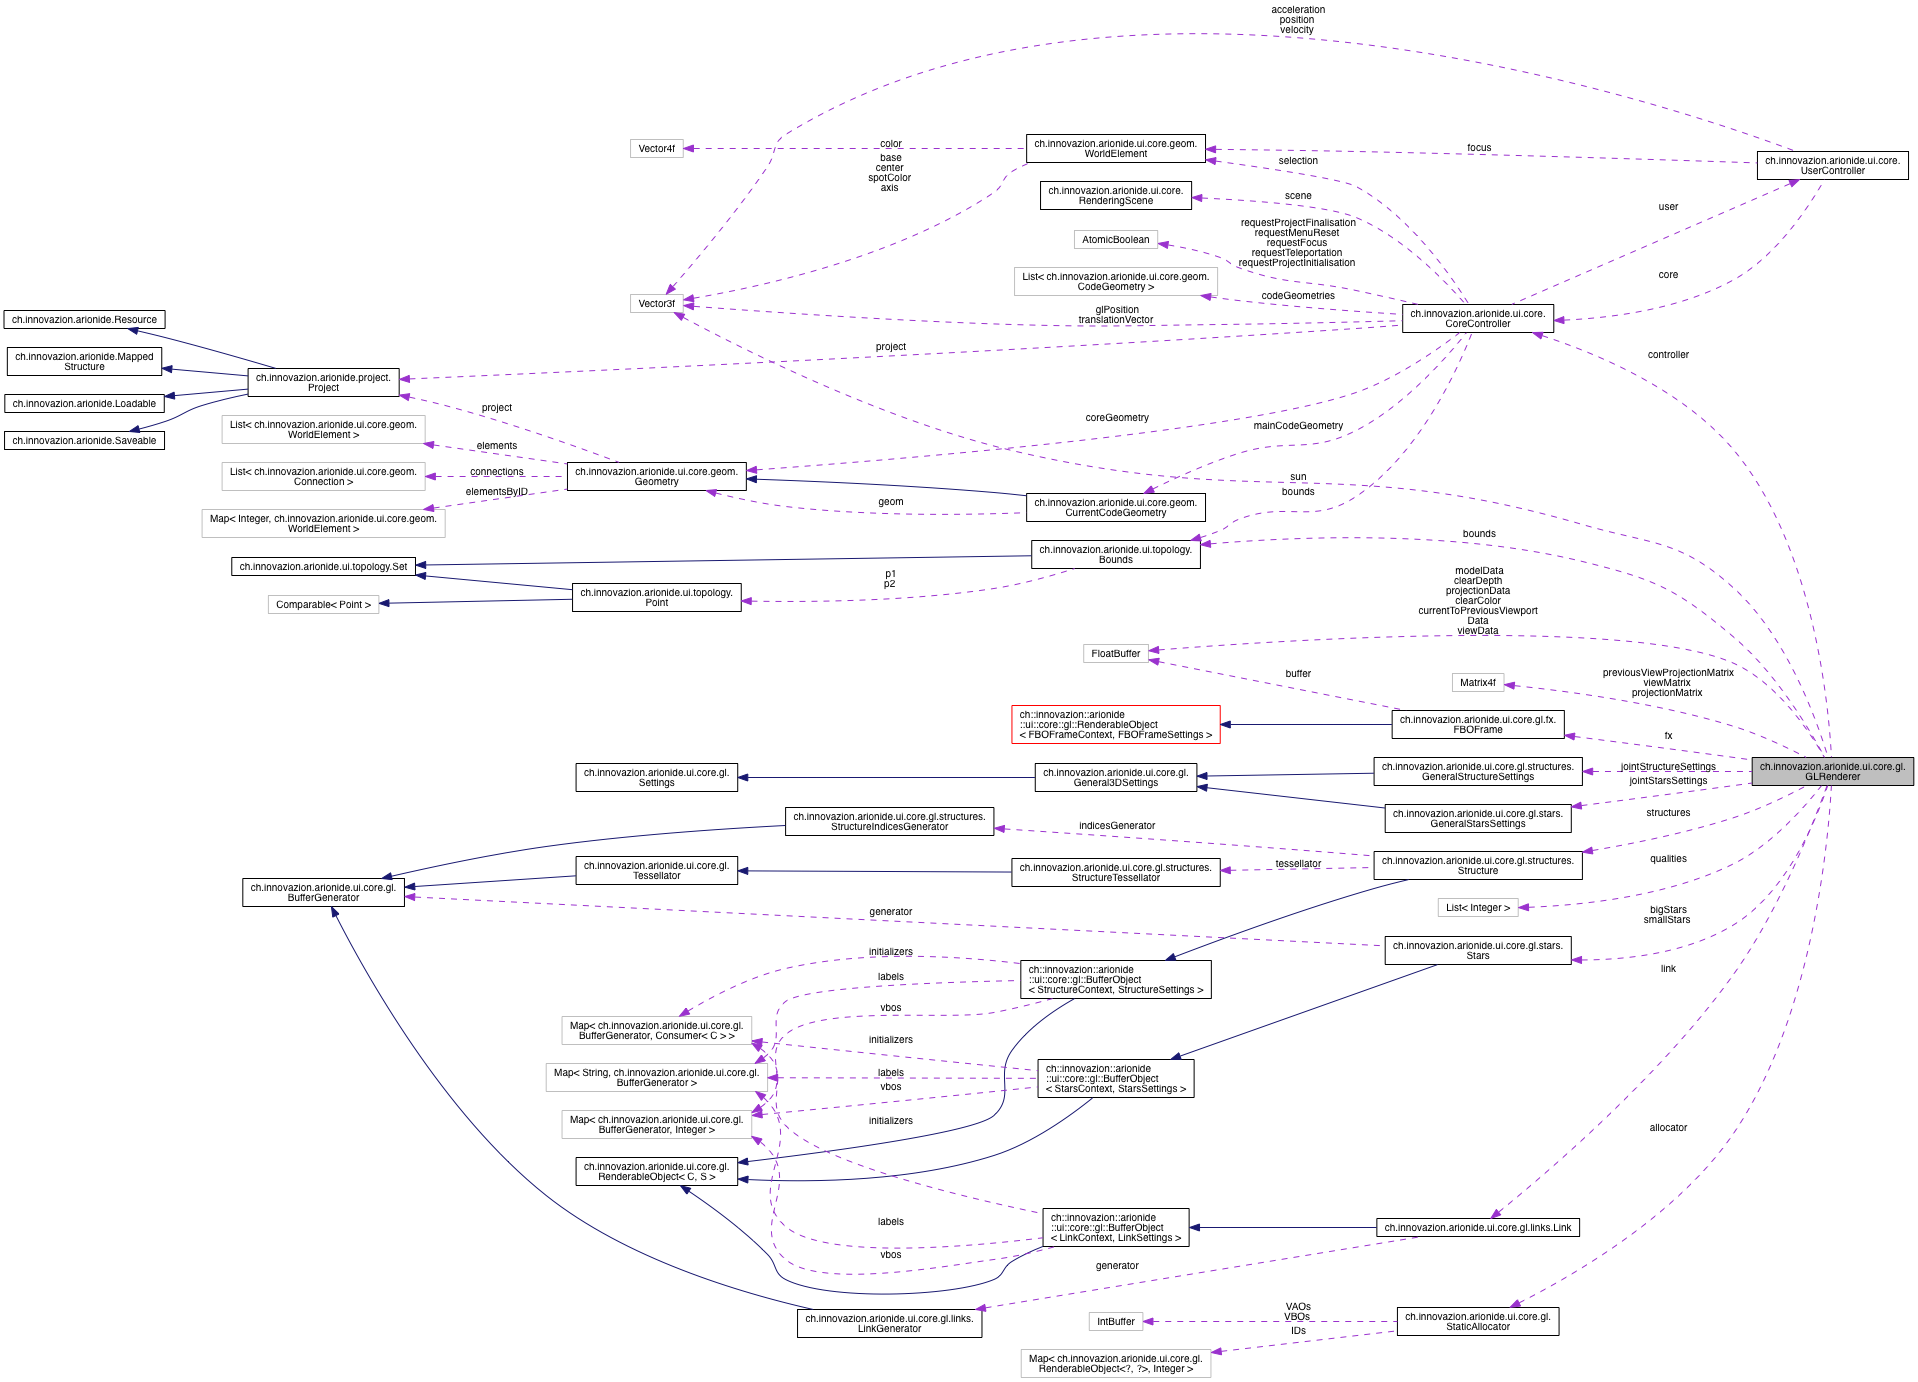 acceleration
position
velocity
ch.innovazion.arionide.ui.core.geom.
WorldElement
Vector4f
color
focus
ch.innovazion.arionide.ui.core.
UserController
base
center
spotColor
axis
selection
ch.innovazion.arionide.ui.core.
RenderingScene
scene
user
requestProjectFinalisation
requestMenuReset
requestFocus
requestTeleportation
requestProjectInitialisation
AtomicBoolean
core
List< ch.innovazion.arionide.ui.core.geom.
CodeGeometry >
codeGeometries
Vector3f
glPosition
translationVector
ch.innovazion.arionide.ui.core.
CoreController
ch.innovazion.arionide.Resource
project
controller
ch.innovazion.arionide.Mapped
Structure
ch.innovazion.arionide.project.
Project
ch.innovazion.arionide.Loadable
project
coreGeometry
mainCodeGeometry
List< ch.innovazion.arionide.ui.core.geom.
WorldElement >
ch.innovazion.arionide.Saveable
elements
List< ch.innovazion.arionide.ui.core.geom.
Connection >
connections
ch.innovazion.arionide.ui.core.geom.
Geometry
sun
elementsByID
geom
bounds
ch.innovazion.arionide.ui.core.geom.
CurrentCodeGeometry
Map< Integer, ch.innovazion.arionide.ui.core.geom.
WorldElement >
bounds
ch.innovazion.arionide.ui.topology.
Bounds
ch.innovazion.arionide.ui.topology.Set
p1
p2
modelData
clearDepth
projectionData
clearColor
currentToPreviousViewport
Data
viewData
Comparable< Point >
ch.innovazion.arionide.ui.topology.
Point
FloatBuffer
buffer
Matrix4f
previousViewProjectionMatrix
viewMatrix
projectionMatrix
ch::innovazion::arionide
::ui::core::gl::RenderableObject
< FBOFrameContext, FBOFrameSettings >
ch.innovazion.arionide.ui.core.gl.fx.
FBOFrame
fx
ch.innovazion.arionide.ui.core.gl.
Settings
ch.innovazion.arionide.ui.core.gl.
General3DSettings
ch.innovazion.arionide.ui.core.gl.structures.
GeneralStructureSettings
jointStructureSettings
jointStarsSettings
ch.innovazion.arionide.ui.core.gl.
GLRenderer
ch.innovazion.arionide.ui.core.gl.structures.
StructureIndicesGenerator
indicesGenerator
ch.innovazion.arionide.ui.core.gl.stars.
GeneralStarsSettings
structures
ch.innovazion.arionide.ui.core.gl.
Tessellator
ch.innovazion.arionide.ui.core.gl.structures.
StructureTessellator
tessellator
ch.innovazion.arionide.ui.core.gl.structures.
Structure
qualities
ch.innovazion.arionide.ui.core.gl.
BufferGenerator
List< Integer >
generator
bigStars
smallStars
initializers
ch.innovazion.arionide.ui.core.gl.stars.
Stars
labels
ch::innovazion::arionide
::ui::core::gl::BufferObject
< StructureContext, StructureSettings >
link
vbos
Map< ch.innovazion.arionide.ui.core.gl.
BufferGenerator, Consumer< C > >
initializers
Map< String, ch.innovazion.arionide.ui.core.gl.
BufferGenerator >
labels
vbos
ch::innovazion::arionide
::ui::core::gl::BufferObject
< StarsContext, StarsSettings >
Map< ch.innovazion.arionide.ui.core.gl.
BufferGenerator, Integer >
initializers
allocator
ch.innovazion.arionide.ui.core.gl.
RenderableObject< C, S >
labels
ch::innovazion::arionide
::ui::core::gl::BufferObject
< LinkContext, LinkSettings >
ch.innovazion.arionide.ui.core.gl.links.Link
vbos
generator
ch.innovazion.arionide.ui.core.gl.links.
LinkGenerator
IntBuffer
VAOs
VBOs
IDs
ch.innovazion.arionide.ui.core.gl.
StaticAllocator
Map< ch.innovazion.arionide.ui.core.gl.
RenderableObject<?, ?>, Integer >